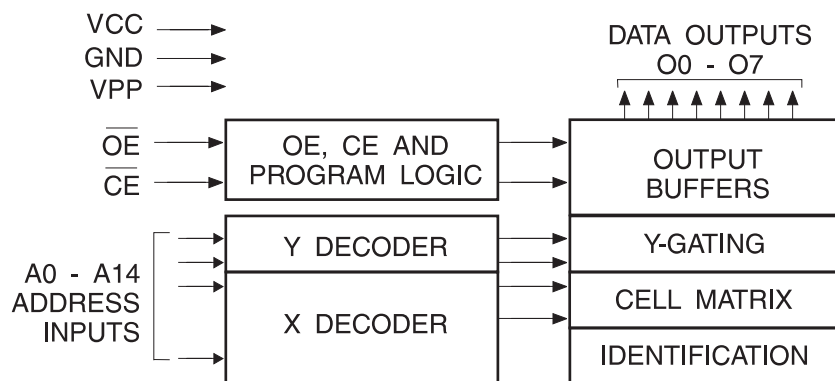 VCC
GND
VPP
OE
CE
A0 - A14
ADDRESS
INPUTS
OE, CE AND
PROGRAM LOGIC
Y DECODER
X DECODER
DATA OUTPUTS
O0 - O7
OUTPUT
BUFFERS
Y-GATING
CELL MATRIX
IDENTIFICATION